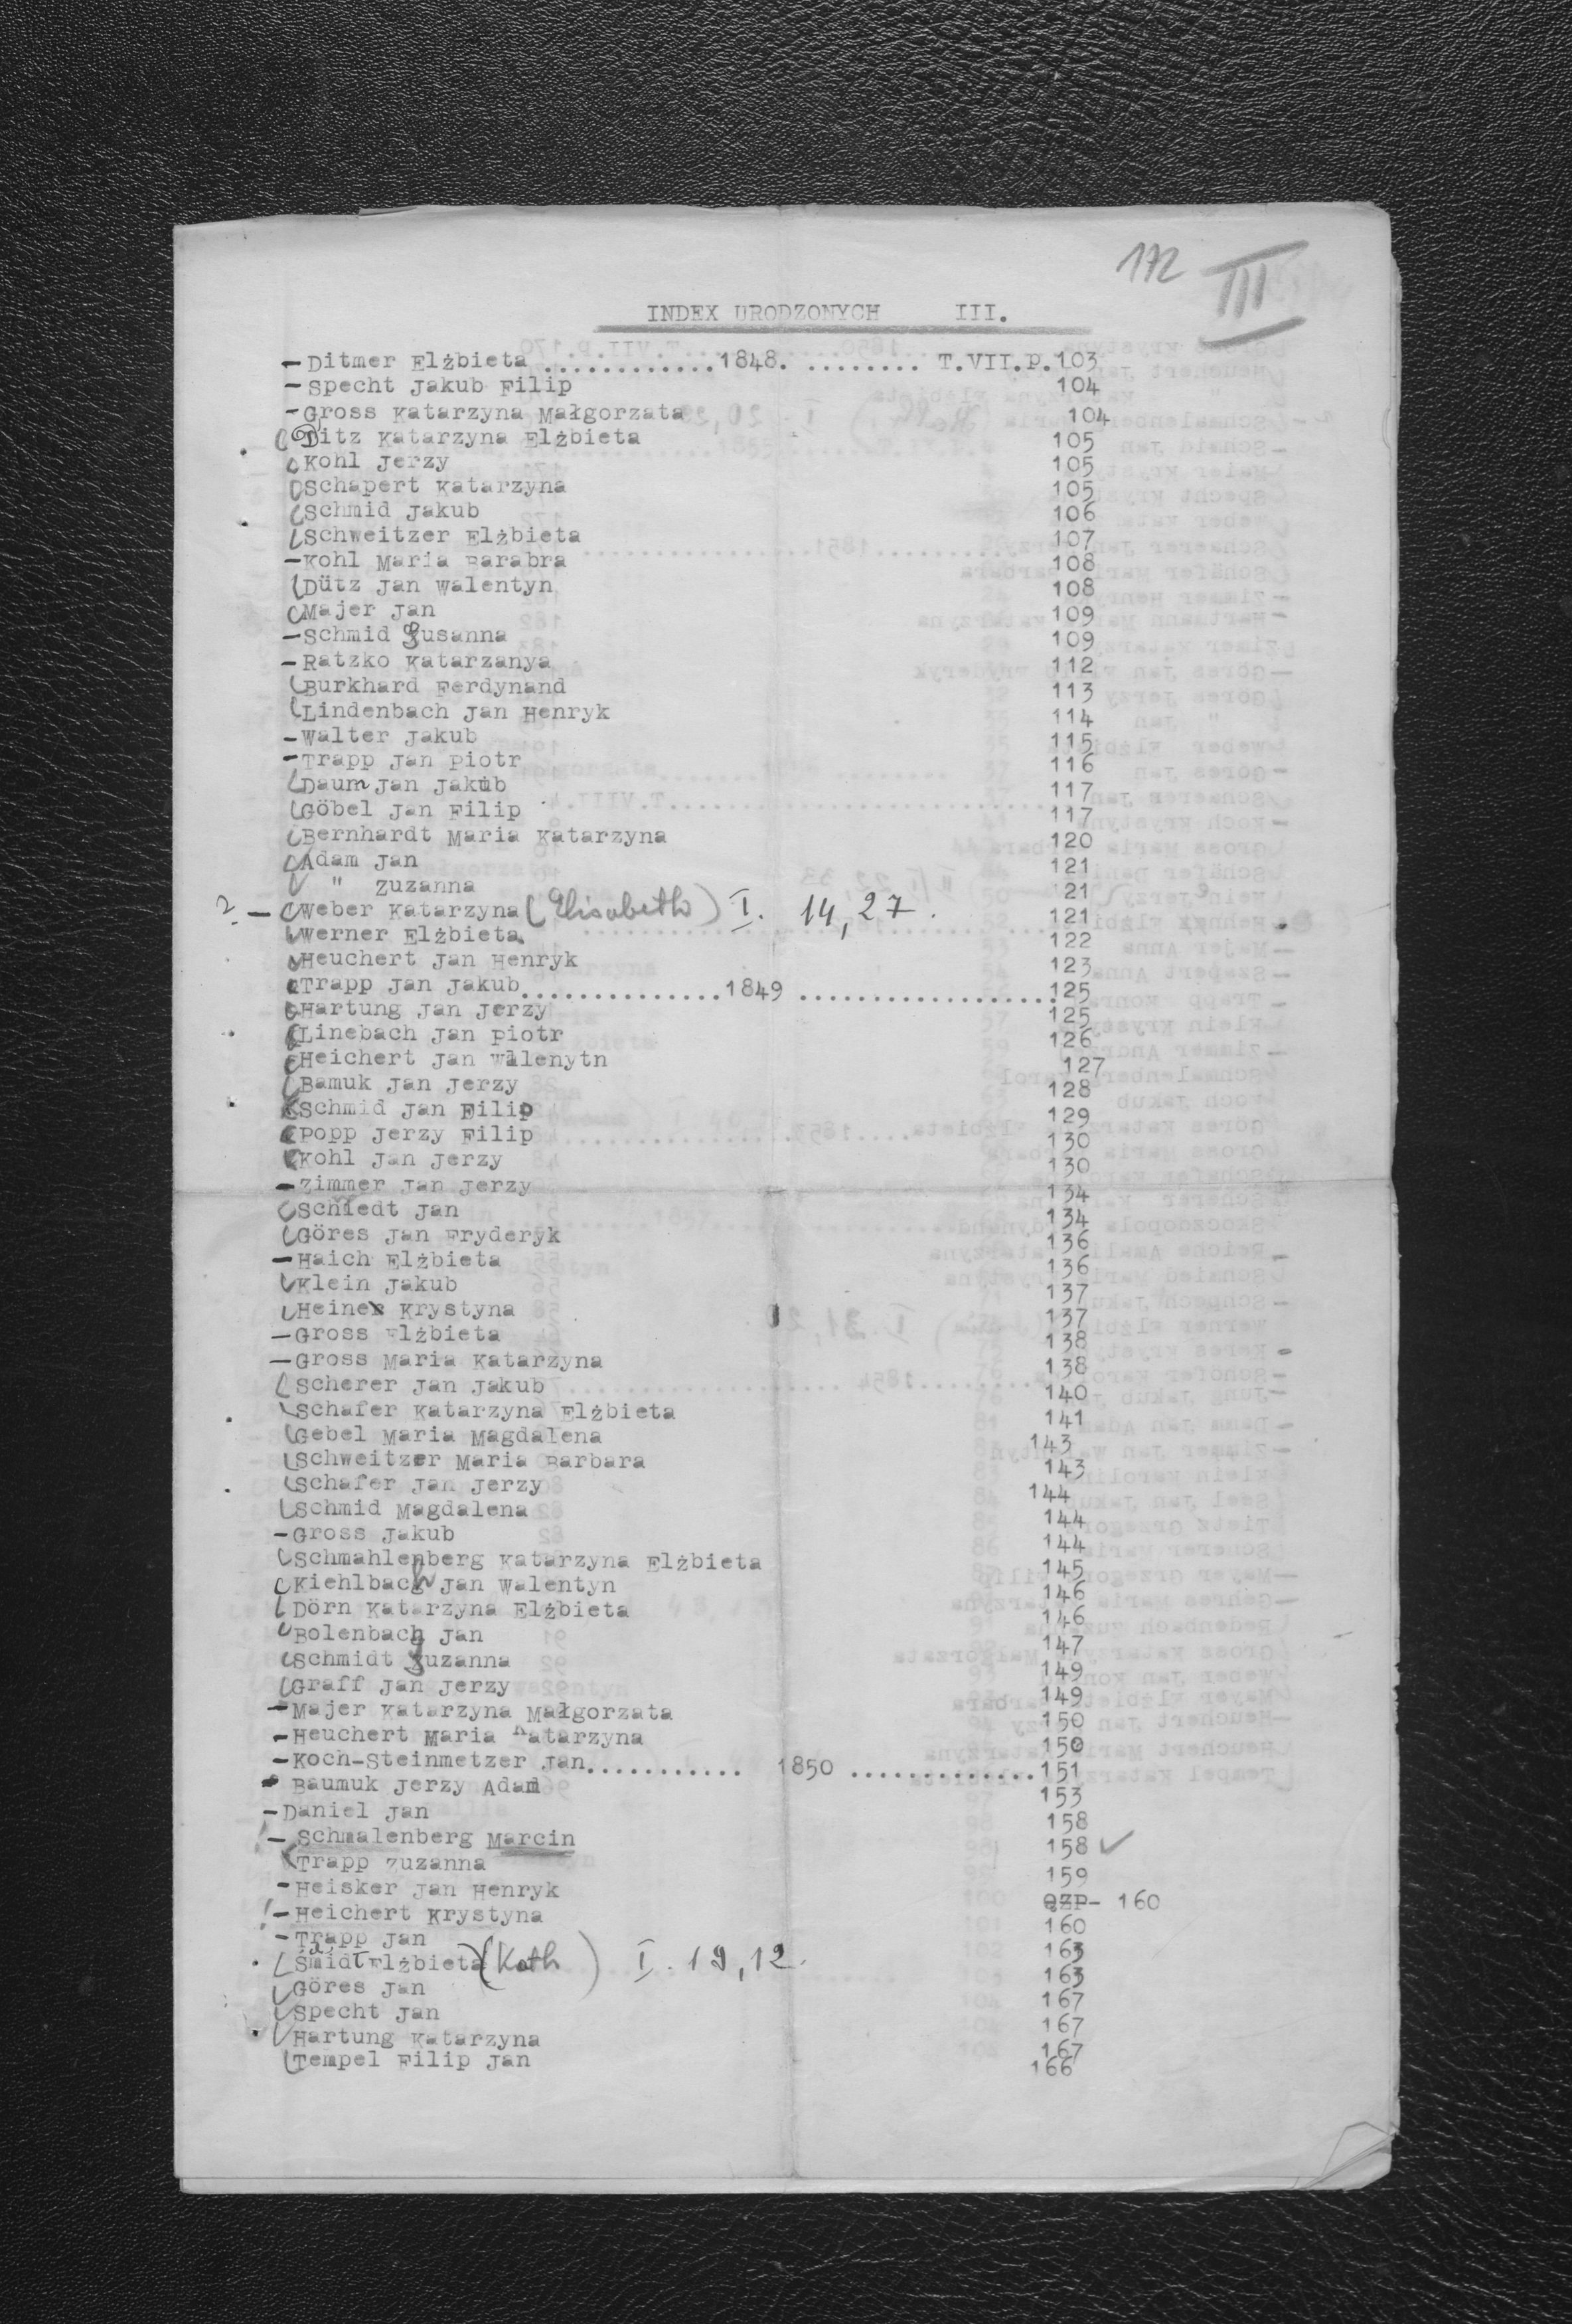 172 III
INDEX URODZONYCH III.
- Ditmer Elżbieta ............1848. ........ T.VII.p.103
- Specht Jakub Filip 104
- Gross Katarzyna Małgorzata 104
Ditz Katarzyna Elżbieta 105
Kohl Jerzy 105
Schapert Katarzyna 105
Schmid Jakub 106
Schweitzer Elżbieta 107
- Kohl Maria Barabra 108
Dütz Jan Walentyn 108
Majer Jan 109
- Schmid Zusanna 109
- Ratzko Katarzanya 112
Burkhard Ferdynand 113
Lindenbach Jan Henryk 114
- Walter Jakub 115
- Trapp Jan Piotr 116
Daum Jan Jakub 117
Göbel Jan Filip 117
Bernhardt Maria Katarzyna 120
Adam Jan 121
" Zuzanna 121
2 - Weber Katarzyna (Elisabeth) I. 14,27. 121
Werner Elżbieta 122
Heuchert Jan Henryk 123
Trapp Jan Jakub..............1849 ..................125
Hartung Jan Jerzy 125
Linebach Jan Piotr 126
Heichert Jan Walenytn 127
Bamuk Jan Jerzy 128
Schmid Jan Filip 129
Popp Jerzy Filip 130
Kohl Jan Jerzy 130
- Zimmer Jan Jerzy 134
Schiedt Jan 134
Göres Jan Fryderyk 136
- Haich Elżbieta 136
Klein Jakub 137
Heiner Krystyna 137
- Gross Elżbieta 138
- Gross Maria Katarzyna 138
Scherer Jan Jakub 140
Schafer Katarzyna Elżbieta 141
Gebel Maria Magdalena 143
Schweitzer Maria Barbara 143
Schafer Jan Jerzy 144
Schmid Magdalena 144
- Gross Jakub 144
Schmahlenberg Katarzyna Elżbieta 145
Kiehlbach Jan Walentyn 146
Dörn Katarzyna Elżbieta 146
Bolenbach Jan 147
Schmidt Zuzanna 149
Graff Jan Jerzy 149
- Majer Katarzyna Małgorzata 150
- Heuchert Maria Katarzyna 150
- Koch-Steinmetzer Jan........... 1850 .............151
- Baumuk Jerzy Adam 153
- Daniel Jan 158
! - Schmalenberg Marcin 158 ✓
Trapp Zuzanna 159
- Heisker Jan Henryk QZP- 160
! - Heichert Krystyna 160
- Trapp Jan 163
Smidt Elżbieta (Kath) I. 19,12. 163
Göres Jan 167
Specht Jan 167
Hartung Katarzyna 167
Tempel Filip Jan 166